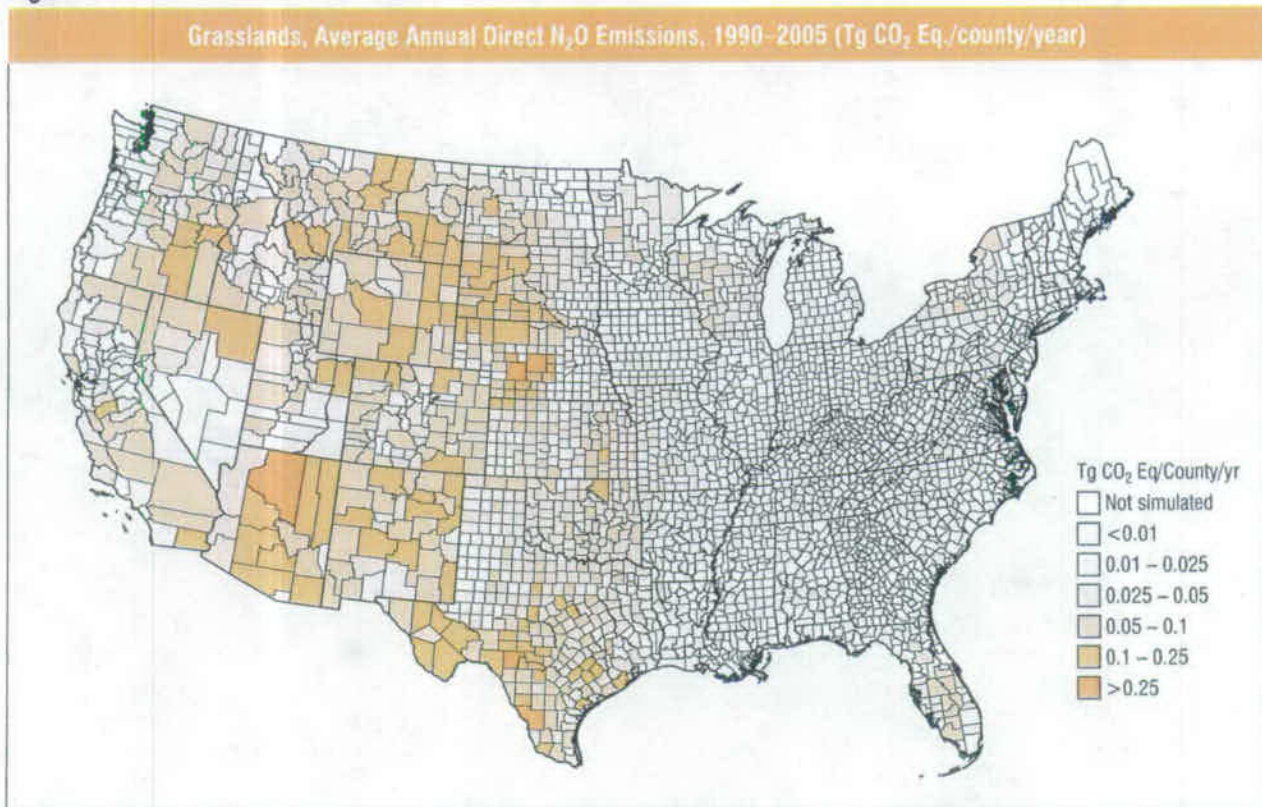 Grasslands, Average Annual Direct N₂O Emissions, 1990–2005 (Tg CO₂ Eq./county/year)
Tg CO₂ Eq/County/yr
Not simulated
<0.01
0.01 – 0.025
0.025 – 0.05
0.05 – 0.1
0.1 – 0.25
>0.25